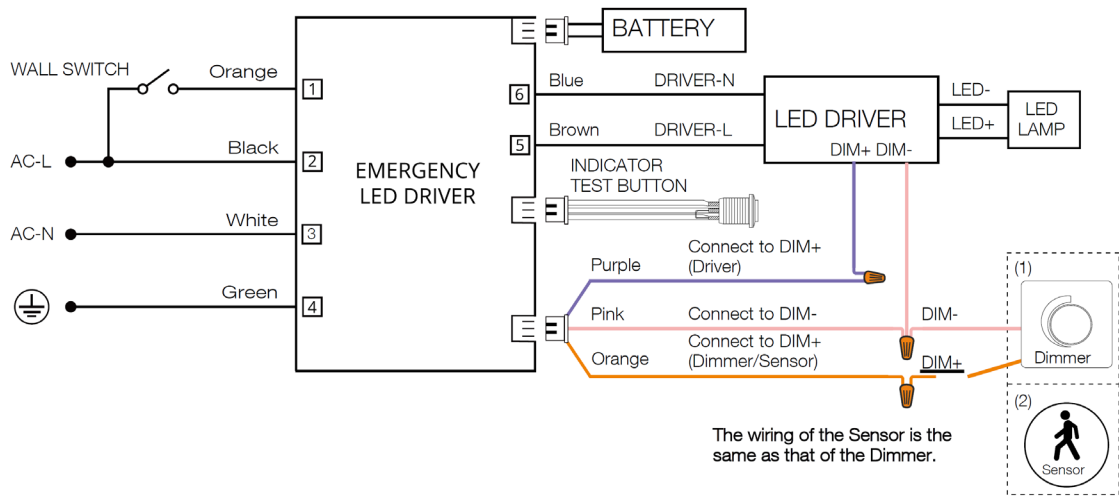 BATTERY
WALL SWITCH
Orange
1
6
Blue
DRIVER-N
LED DRIVER
DIM+ DIM-
LED-
LED+
LED
LAMP
AC-L
Black
2
5
Brown
DRIVER-L
EMERGENCY
LED DRIVER
INDICATOR
TEST BUTTON
AC-N
White
3
Green
4
Purple
Connect to DIM+
(Driver)
Pink
Connect to DIM-
DIM-
Orange
Connect to DIM+
(Dimmer/Sensor)
DIM+
(1)
Dimmer
(2)
Sensor
The wiring of the Sensor is the
same as that of the Dimmer.